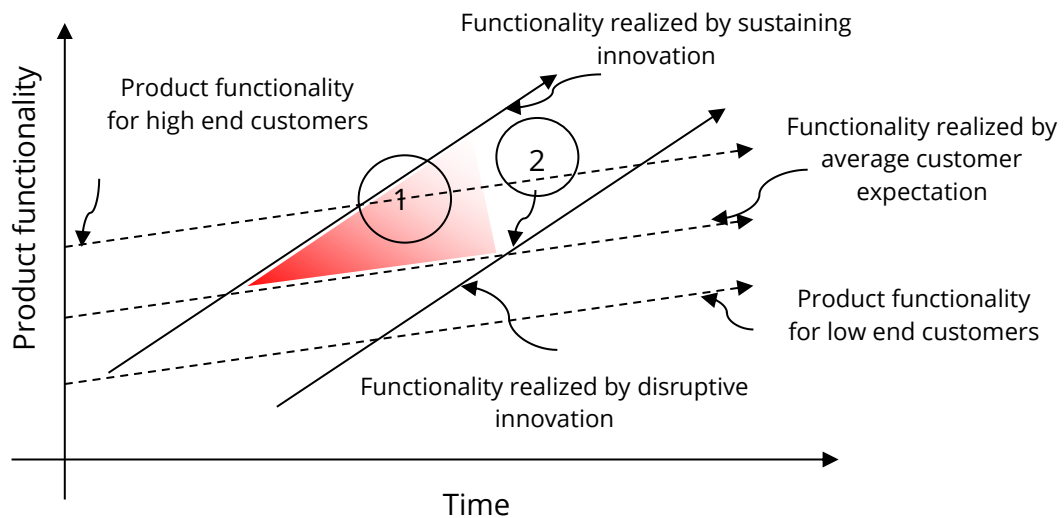 Functionality realized by sustaining
innovation
Product functionality
for high end customers
Functionality realized by
average customer
expectation
1
2
Product functionality
Product functionality
for low end customers
Functionality realized by disruptive
innovation
Time